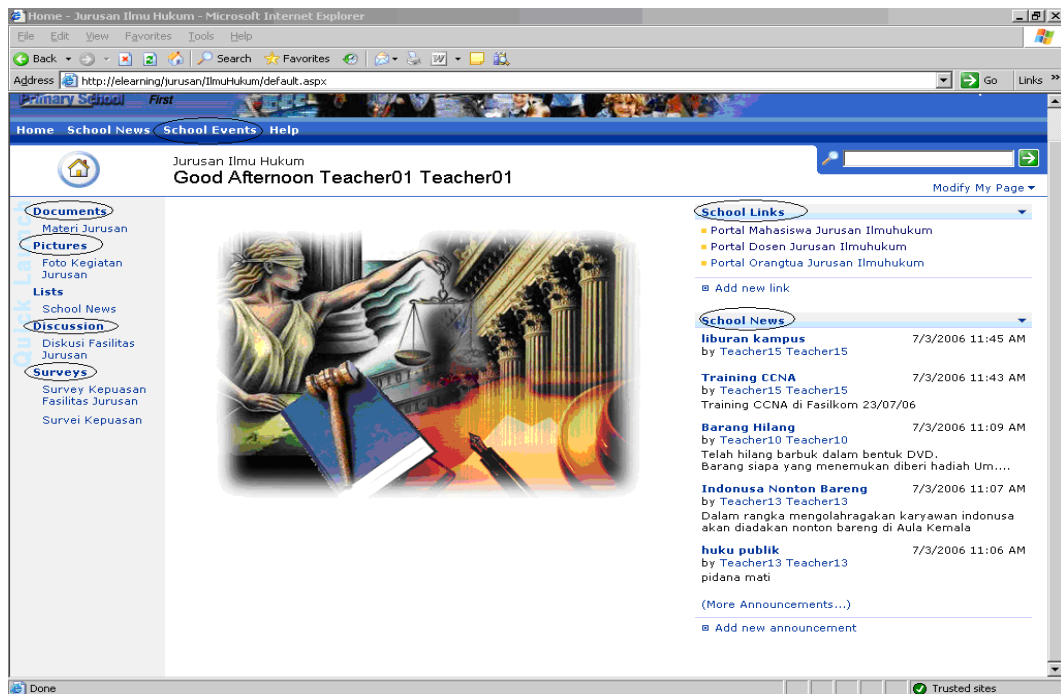 Home - Jurusan Ilmu Hukum - Microsoft Internet Explorer
File Edit View Favorites Tools Help
Back Search Favorites
Address http://elearning/jurusan/IlmuHukum/default.aspx Go Links »
Primary School First
Home School News School Events Help
Jurusan Ilmu Hukum
Good Afternoon Teacher01 Teacher01
Modify My Page
Quick Launch
Documents
Materi Jurusan
Pictures
Foto Kegiatan
Jurusan
Lists
School News
Discussion
Diskusi Fasilitas
Jurusan
Surveys
Survey Kepuasan
Fasilitas Jurusan
Survei Kepuasan
School Links
Portal Mahasiswa Jurusan Ilmuhukum
Portal Dosen Jurusan Ilmuhukum
Portal Orangtua Jurusan Ilmuhukum
Add new link
School News
liburan kampus 7/3/2006 11:45 AM
by Teacher15 Teacher15
Training CCNA 7/3/2006 11:43 AM
by Teacher15 Teacher15
Training CCNA di Fasilkom 23/07/06
Barang Hilang 7/3/2006 11:09 AM
by Teacher10 Teacher10
Telah hilang barbuk dalam bentuk DVD.
Barang siapa yang menemukan diberi hadiah Um....
Indonusa Nonton Bareng 7/3/2006 11:07 AM
by Teacher13 Teacher13
Dalam rangka mengolahragakan karyawan indonusa
akan diadakan nonton bareng di Aula Kemala
huku publik 7/3/2006 11:06 AM
by Teacher13 Teacher13
pidana mati
(More Announcements...)
Add new announcement
Done Trusted sites